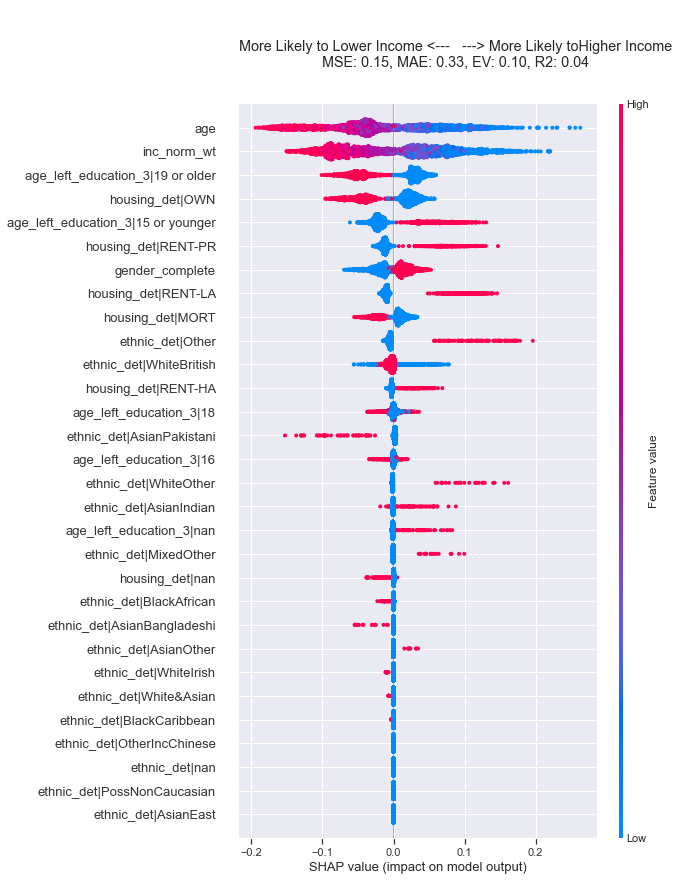 More Likely to Lower Income <---   ---> More Likely toHigher Income
MSE: 0.15, MAE: 0.33, EV: 0.10, R2: 0.04
High
age
inc_norm_wt
age_left_education_3|19 or older
housing_det|OWN
age_left_education_3|15 or younger
housing_det|RENT-PR
gender_complete
housing_det|RENT-LA
housing_det|MORT
ethnic_det|Other
ethnic_det|WhiteBritish
housing_det|RENT-HA
age_left_education_3|18
ethnic_det|AsianPakistani
age_left_education_3|16
ethnic_det|WhiteOther
ethnic_det|AsianIndian
age_left_education_3|nan
ethnic_det|MixedOther
housing_det|nan
ethnic_det|BlackAfrican
ethnic_det|AsianBangladeshi
ethnic_det|AsianOther
ethnic_det|WhiteIrish
ethnic_det|White&Asian
ethnic_det|BlackCaribbean
ethnic_det|OtherIncChinese
ethnic_det|nan
ethnic_det|PossNonCaucasian
ethnic_det|AsianEast
Feature value
Low
−0.2 −0.1 0.0 0.1 0.2
SHAP value (impact on model output)